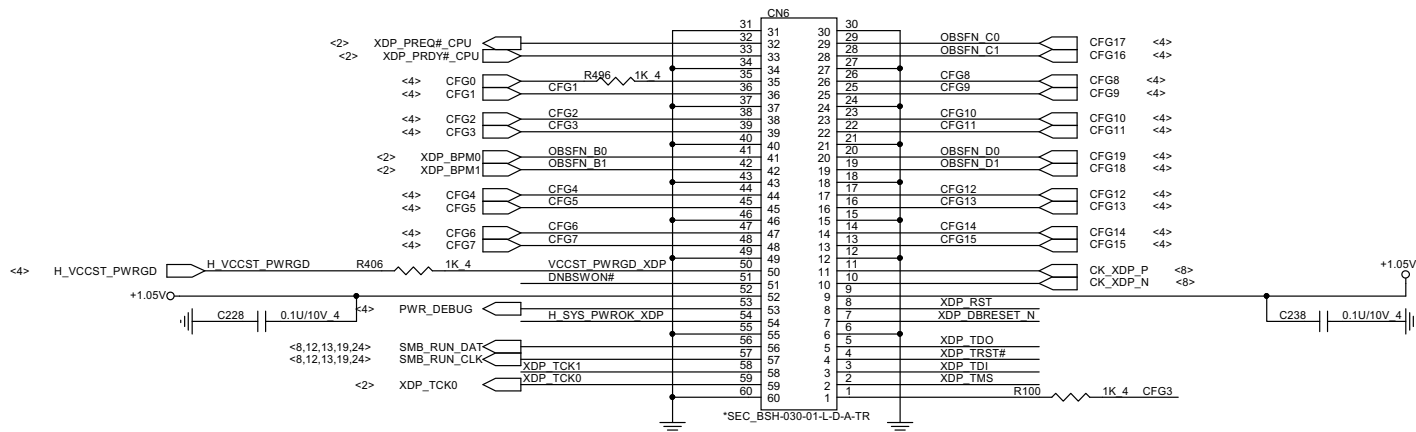 CN6
31 31 30 30
<2> XDP_PREQ#_CPU 32 32 29 29 OBSFN_C0 CFG17 <4>
<2> XDP_PRDY#_CPU 33 33 28 28 OBSFN_C1 CFG16 <4>
34 34 27 27
<4> CFG0 R496 1K_4 35 35 26 26 CFG8 CFG8 <4>
<4> CFG1 CFG1 36 36 25 25 CFG9 CFG9 <4>
37 37 24 24
<4> CFG2 CFG2 38 38 23 23 CFG10 CFG10 <4>
<4> CFG3 CFG3 39 39 22 22 CFG11 CFG11 <4>
40 40 21 21
<2> XDP_BPM0 OBSFN_B0 41 41 20 20 OBSFN_D0 CFG19 <4>
<2> XDP_BPM1 OBSFN_B1 42 42 19 19 OBSFN_D1 CFG18 <4>
43 43 18 18
<4> CFG4 CFG4 44 44 17 17 CFG12 CFG12 <4>
<4> CFG5 CFG5 45 45 16 16 CFG13 CFG13 <4>
46 46 15 15
<4> CFG6 CFG6 47 47 14 14 CFG14 CFG14 <4>
<4> CFG7 CFG7 48 48 13 13 CFG15 CFG15 <4>
49 49 12 12
<4> H_VCCST_PWRGD H_VCCST_PWRGD R406 1K_4 VCCST_PWRGD_XDP 50 50 11 11 CK_XDP_P <8>
DNBSWON# 51 51 10 10 CK_XDP_N <8>
+1.05V 52 52 9 9 +1.05V
<4> PWR_DEBUG 53 53 8 8 XDP_RST
C228 0.1U/10V_4 H_SYS_PWROK_XDP 54 54 7 7 XDP_DBRESET_N C238 0.1U/10V_4
55 55 6 6
<8,12,13,19,24> SMB_RUN_DAT 56 56 5 5 XDP_TDO
<8,12,13,19,24> SMB_RUN_CLK 57 57 4 4 XDP_TRST#
XDP_TCK1 58 58 3 3 XDP_TDI
<2> XDP_TCK0 XDP_TCK0 59 59 2 2 XDP_TMS
60 60 1 1 R100 1K_4 CFG3
*SEC_BSH-030-01-L-D-A-TR